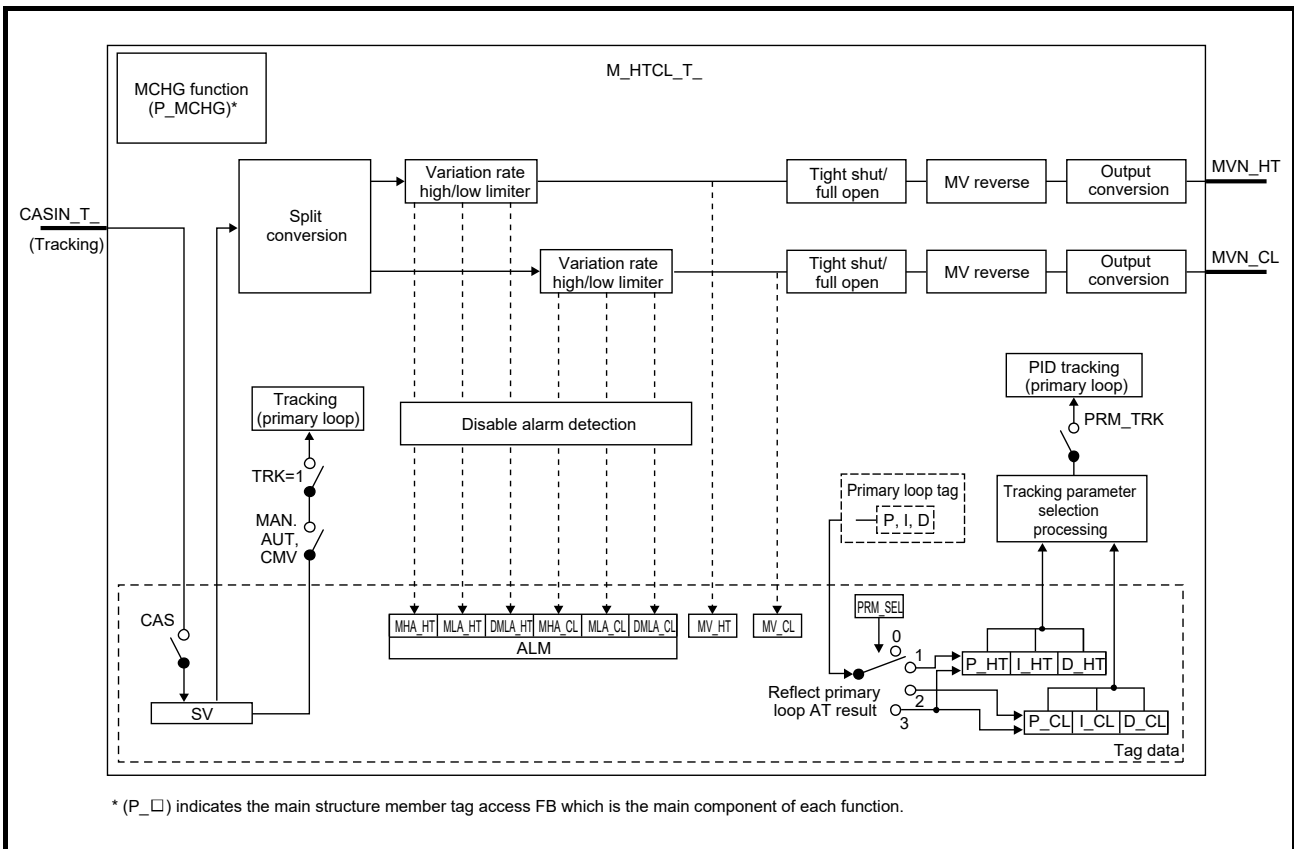 M_HTCL_T_
MCHG function
(P_MCHG)*
Variation rate
high/low limiter
Tight shut/
full open
MV reverse
Output
conversion
MVN_HT
CASIN_T_
(Tracking)
Split
conversion
Variation rate
high/low limiter
Tight shut/
full open
MV reverse
Output
conversion
MVN_CL
Tracking
(primary loop)
Disable alarm detection
PID tracking
(primary loop)
PRM_TRK
TRK=1
MAN.
AUT,
CMV
Primary loop tag
P, I, D
Tracking parameter
selection
processing
CAS
SV
MHA_HT MLA_HT DMLA_HT MHA_CL MLA_CL DMLA_CL
ALM
MV_HT
MV_CL
PRM_SEL
0
1
2
3
Reflect primary
loop AT result
P_HT I_HT D_HT
P_CL I_CL D_CL
Tag data
* (P_□) indicates the main structure member tag access FB which is the main component of each function.